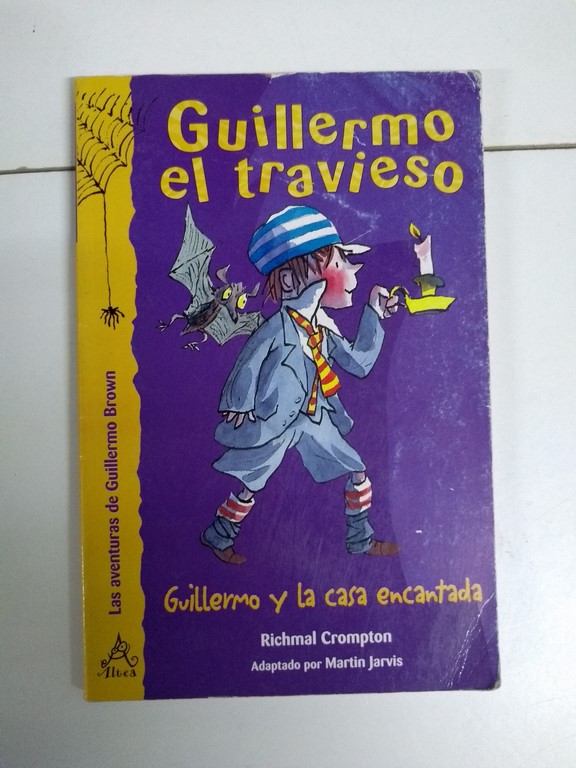 Guillermo
el travieso
Las aventuras de Guillermo Brown
Guillermo y la casa encantada
Richmal Crompton
Adaptado por Martin Jarvis
Altea